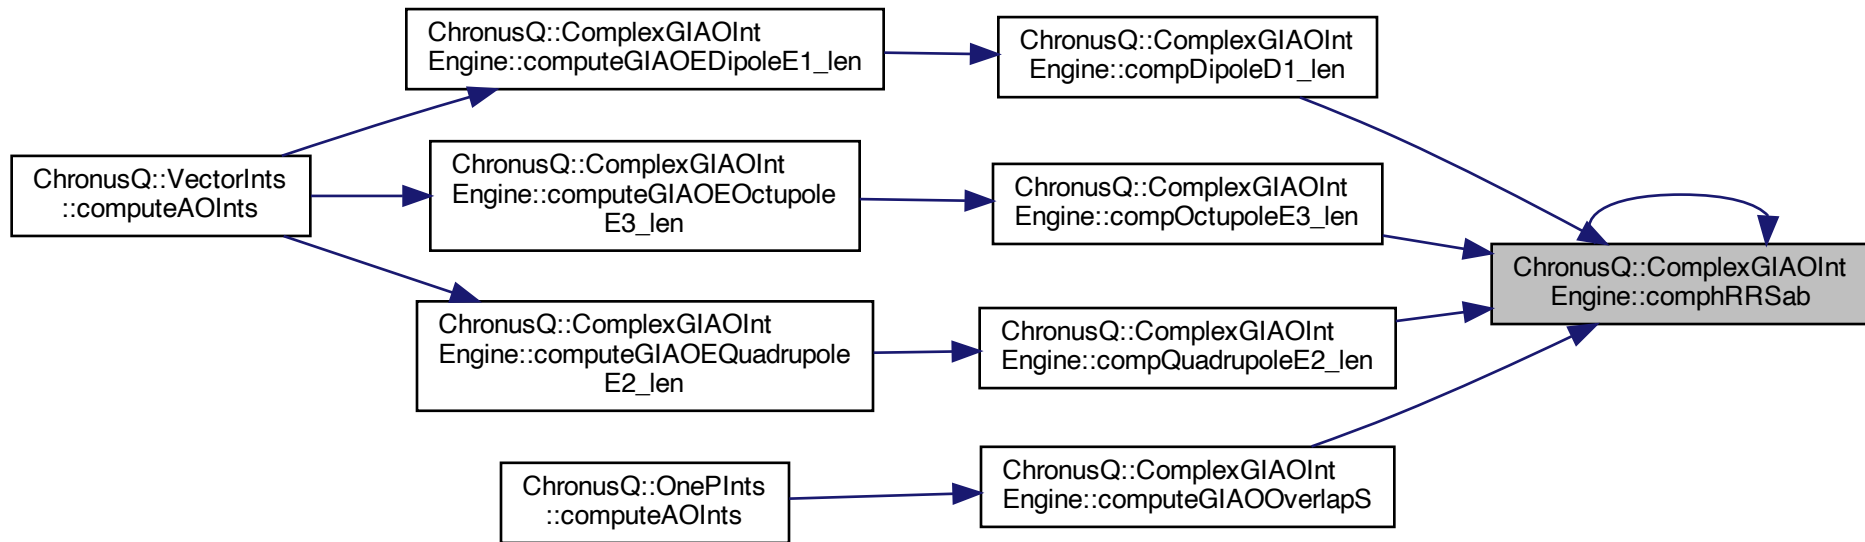 ChronusQ::ComplexGIAOInt
Engine::computeGIAOEDipoleE1_len
ChronusQ::ComplexGIAOInt
Engine::compDipoleD1_len
ChronusQ::VectorInts
::computeAOInts
ChronusQ::ComplexGIAOInt
Engine::computeGIAOEOctupole
E3_len
ChronusQ::ComplexGIAOInt
Engine::compOctupoleE3_len
ChronusQ::ComplexGIAOInt
Engine::comphRRSab
ChronusQ::ComplexGIAOInt
Engine::computeGIAOEQuadrupole
E2_len
ChronusQ::ComplexGIAOInt
Engine::compQuadrupoleE2_len
ChronusQ::OnePInts
::computeAOInts
ChronusQ::ComplexGIAOInt
Engine::computeGIAOOverlapS